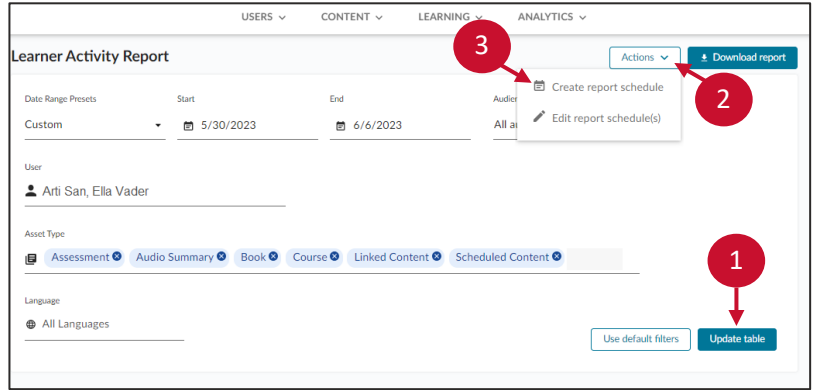 USERS CONTENT LEARNING ANALYTICS
3
Learner Activity Report
Actions
Download report
Create report schedule
2
Edit report schedule(s)
Date Range Presets Start End Audien
Custom 5/30/2023 6/6/2023 All au
User
Arti San, Ella Vader
Asset Type
Assessment Audio Summary Book Course Linked Content Scheduled Content
1
Language
All Languages
Use default filters Update table